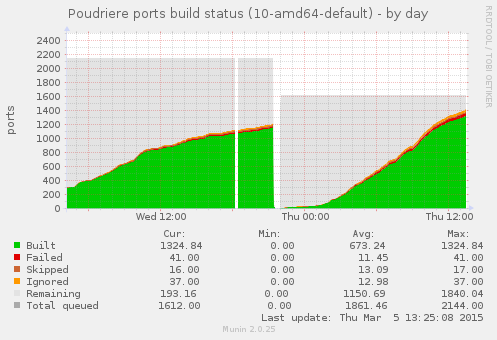 Poudriere ports build status (10-amd64-default) - by day
RRDTOOL / TOBI OETIKER
ports
2400
2200
2000
1800
1600
1400
1200
1000
800
600
400
200
0
Wed 12:00 Thu 00:00 Thu 12:00
Cur: Min: Avg: Max:
Built 1324.84 0.00 673.24 1324.84
Failed 41.00 0.00 11.45 41.00
Skipped 16.00 0.00 13.09 17.00
Ignored 37.00 0.00 12.98 37.00
Remaining 193.16 0.00 1150.69 1840.04
Total queued 1612.00 0.00 1861.46 2144.00
Last update: Thu Mar 5 13:25:08 2015
Munin 2.0.25